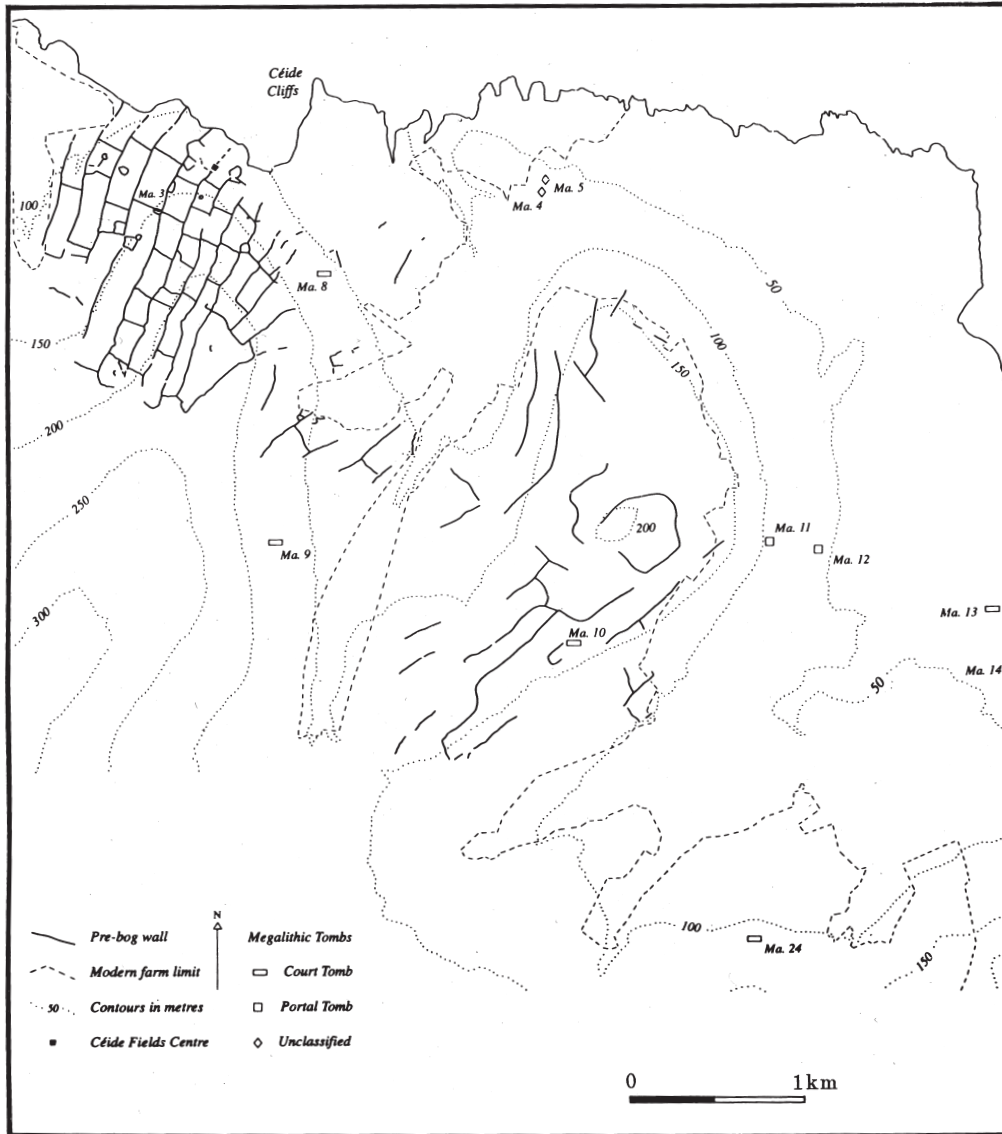 Céide
Cliffs
Ma. 5
Ma. 4
Ma. 3
100
Ma. 8
50
100
150
150
200
250
200
Ma. 11
Ma. 12
Ma. 9
300
Ma. 13
Ma. 10
Ma. 14
50
100
Ma. 24
150
N
Pre-bog wall
Megalithic Tombs
Modern farm limit
Court Tomb
50
Contours in metres
Portal Tomb
Céide Fields Centre
Unclassified
0
1km